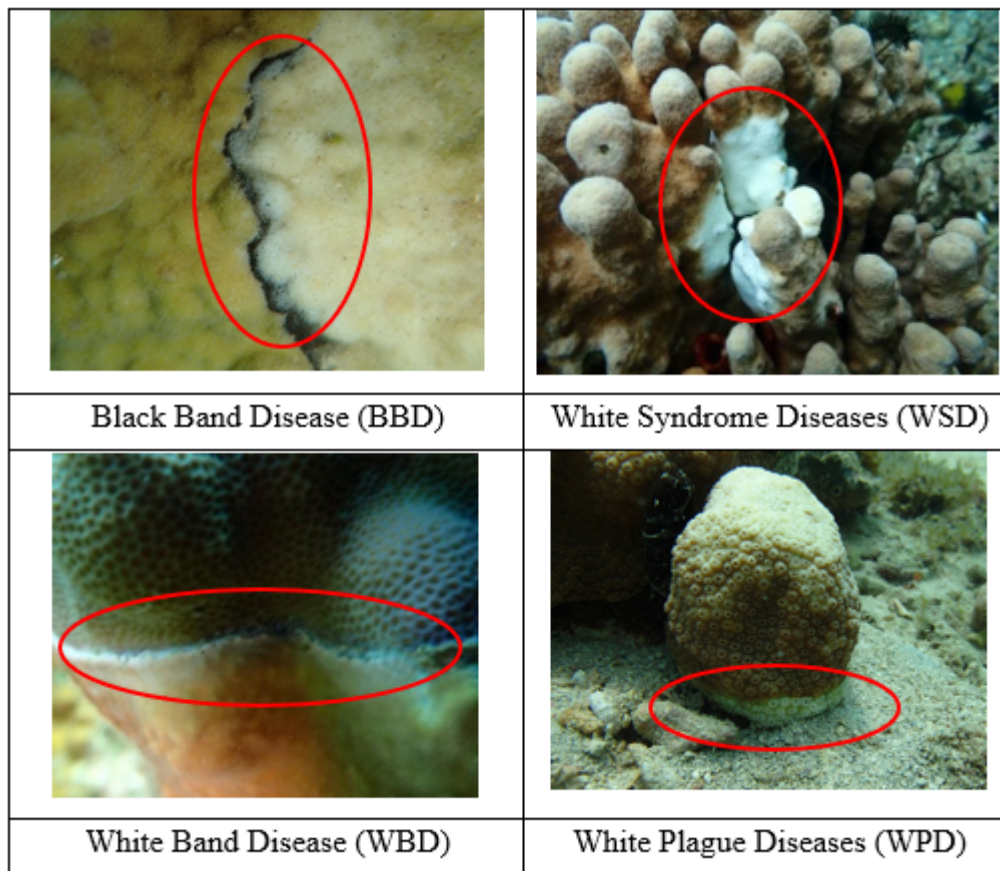 Black Band Disease (BBD)
White Syndrome Diseases (WSD)
White Band Disease (WBD)
White Plague Diseases (WPD)